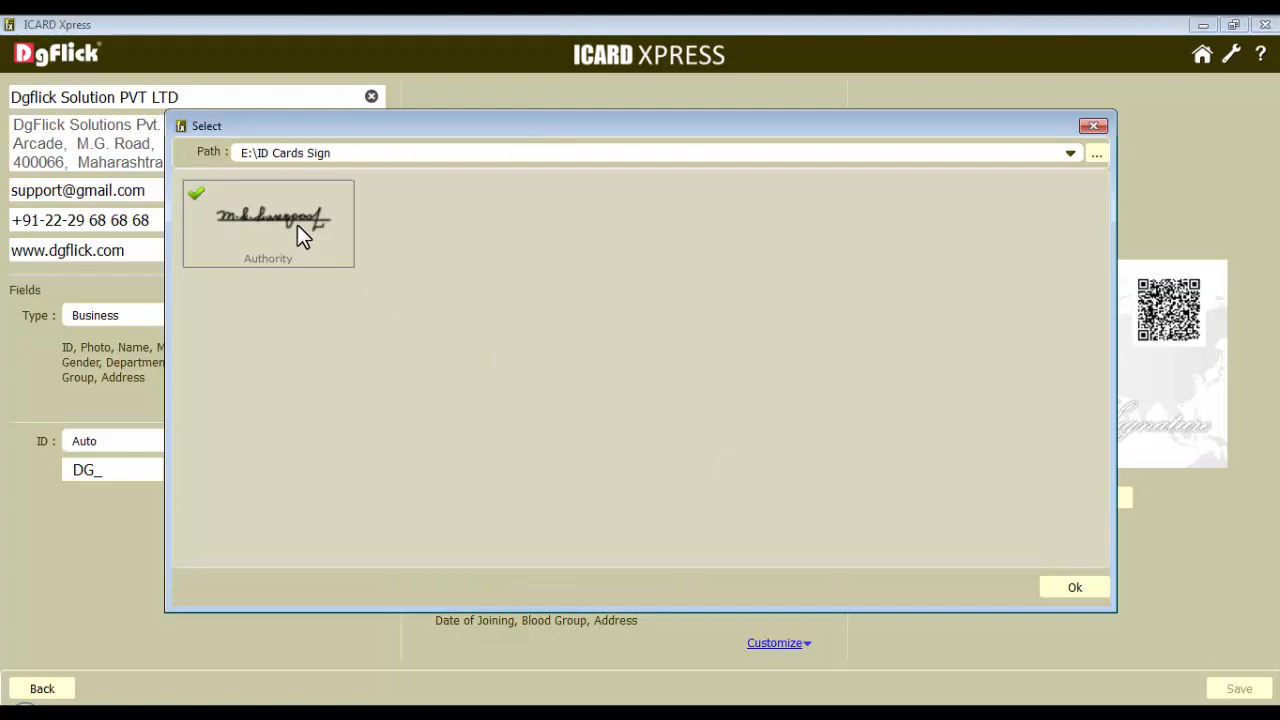 ICARD Xpress
DgFlick
ICARD XPRESS
?
Dgflick Solution PVT LTD
DgFlick Solutions Pvt.
Arcade, M.G. Road,
400066, Maharashtra
support@gmail.com
+91-22-29 68 68 68
www.dgflick.com
Fields
Type : Business
ID, Photo, Name, M
Gender, Departmen
Group, Address
ID : Auto
DG_
Select
Path : E:\ID Cards Sign
...
Authority
Ok
Signature
Date of Joining, Blood Group, Address
Customize
Back
Save